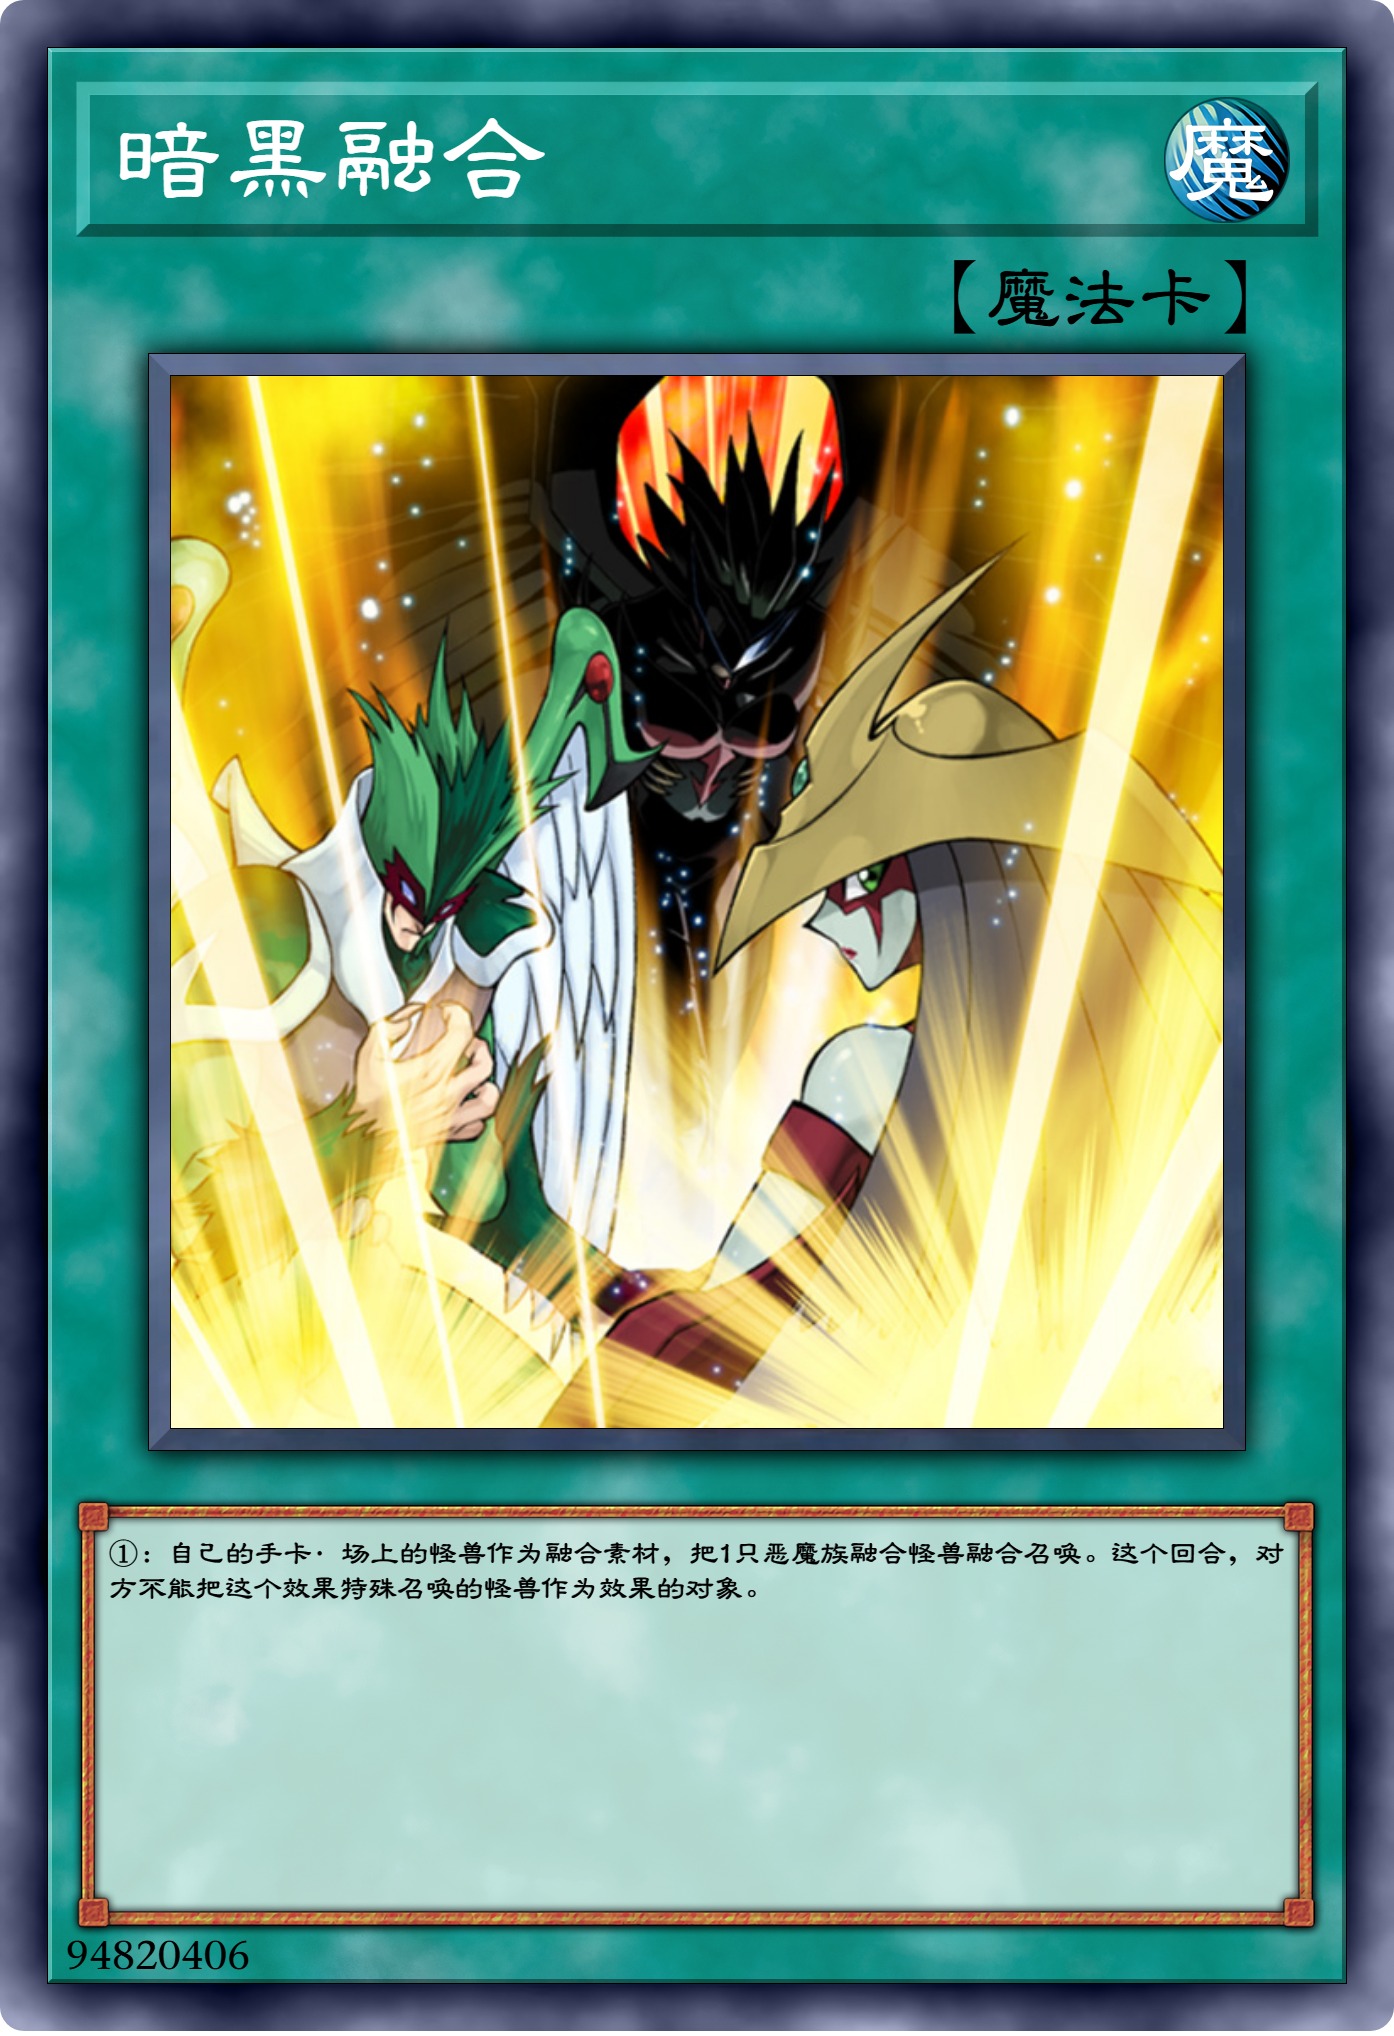 暗黑融合
魔
【魔法卡】
①：自己的手卡·场上的怪兽作为融合素材，把1只恶魔族融合怪兽融合召唤。这个回合，对
方不能把这个效果特殊召唤的怪兽作为效果的对象。
94820406